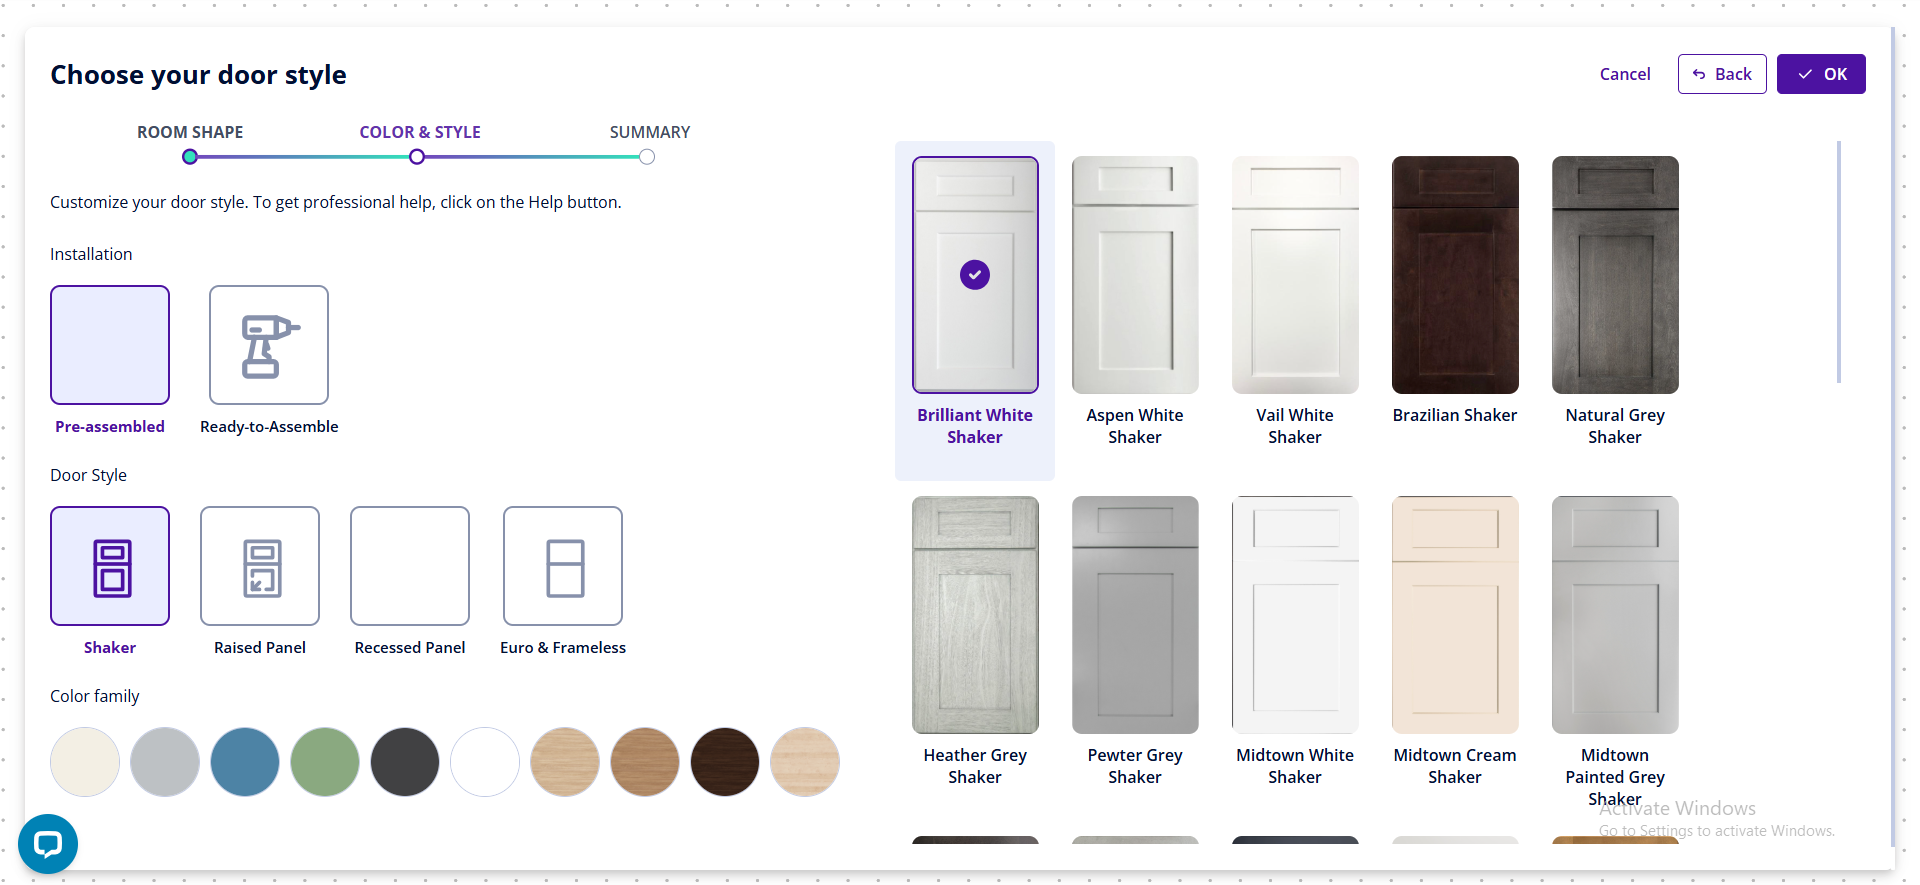 Choose your door style
Cancel
Back
OK
ROOM SHAPE
COLOR & STYLE
SUMMARY
Customize your door style. To get professional help, click on the Help button.
Installation
Pre-assembled
Ready-to-Assemble
Door Style
Shaker
Raised Panel
Recessed Panel
Euro & Frameless
Color family
Brilliant White
Shaker
Aspen White
Shaker
Vail White
Shaker
Brazilian Shaker
Natural Grey
Shaker
Heather Grey
Shaker
Pewter Grey
Shaker
Midtown White
Shaker
Midtown Cream
Shaker
Midtown
Painted Grey
Shaker
Activate Windows
Go to Settings to activate Windows.